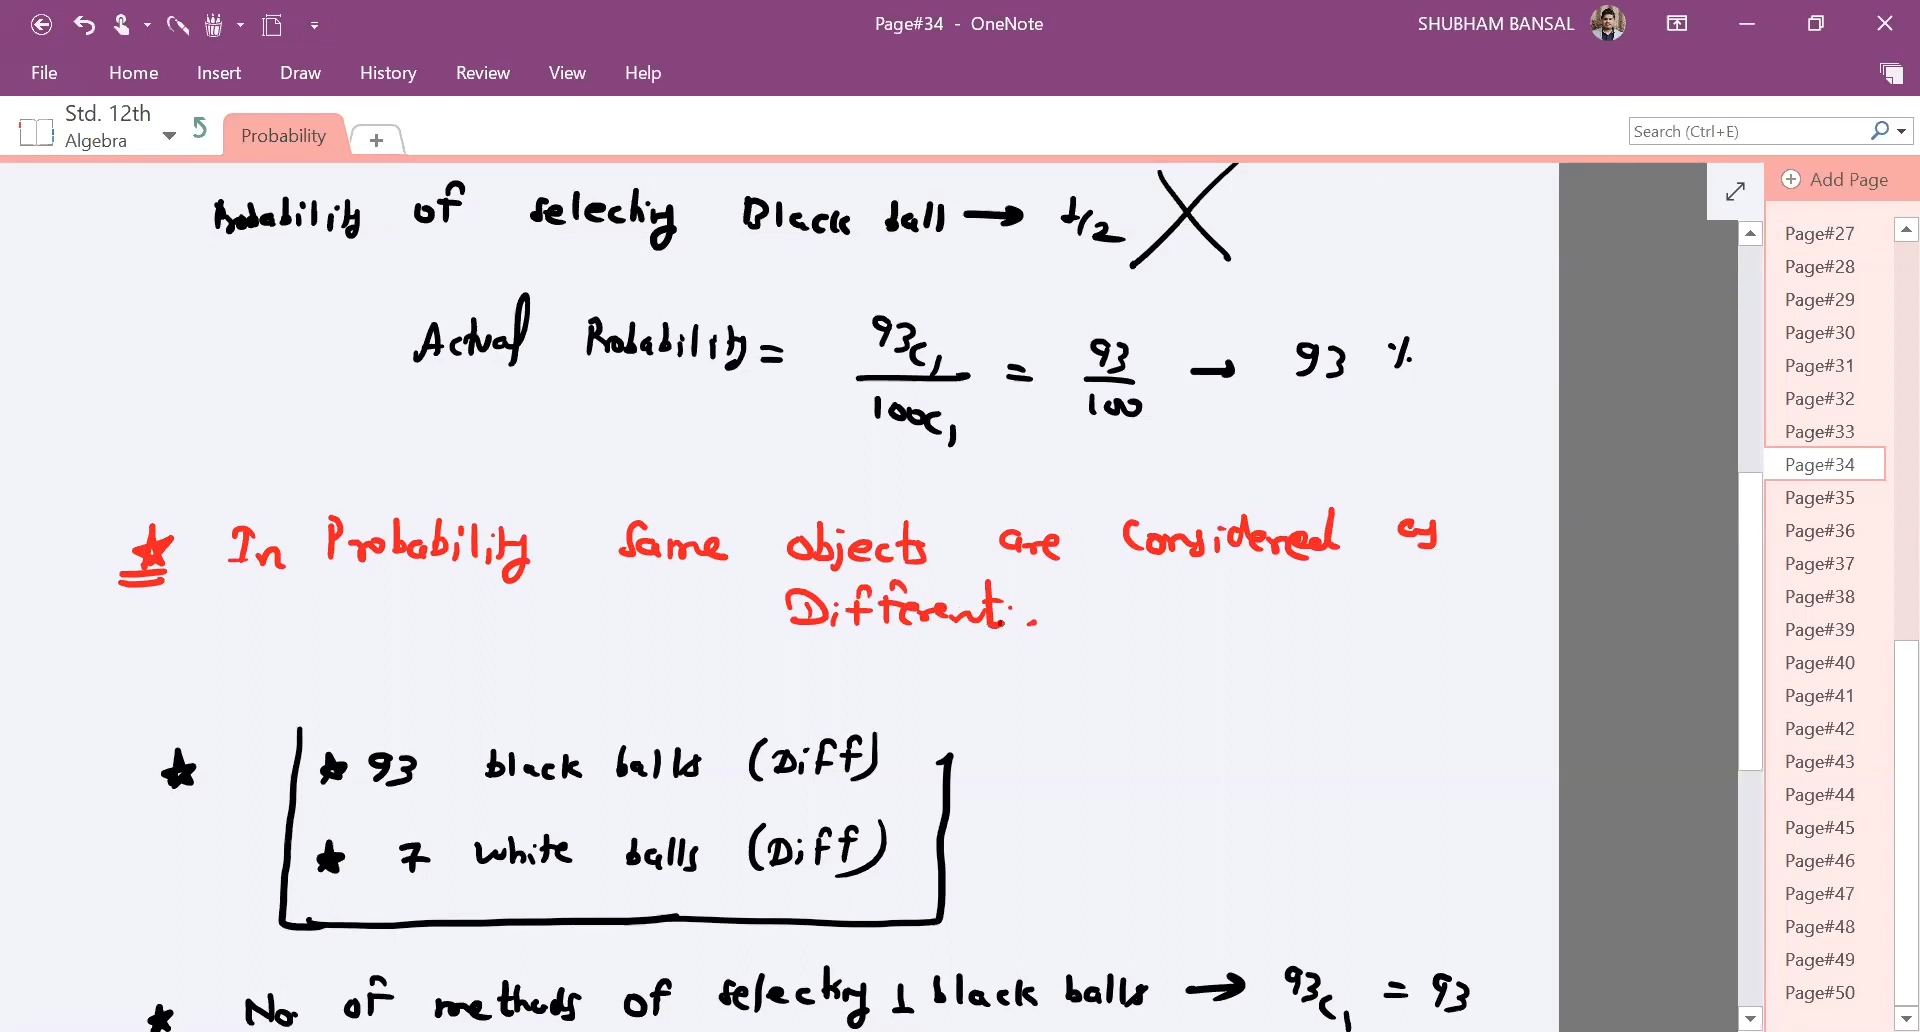 Page#34 - OneNote
SHUBHAM BANSAL
File Home Insert Draw History Review View Help
Std. 12th
Algebra
Probability
+
Search (Ctrl+E)
Add Page
Probability of selecting Black ball → 1/2
Actual Probability = 93C1 / 100C1 = 93/100 → 93 %
In Probability same objects are considered as
Different.
93 black balls (Diff)
7 white balls (Diff)
No. of methods of selecting 1 black balls → 93C1 = 93
Page#27
Page#28
Page#29
Page#30
Page#31
Page#32
Page#33
Page#34
Page#35
Page#36
Page#37
Page#38
Page#39
Page#40
Page#41
Page#42
Page#43
Page#44
Page#45
Page#46
Page#47
Page#48
Page#49
Page#50